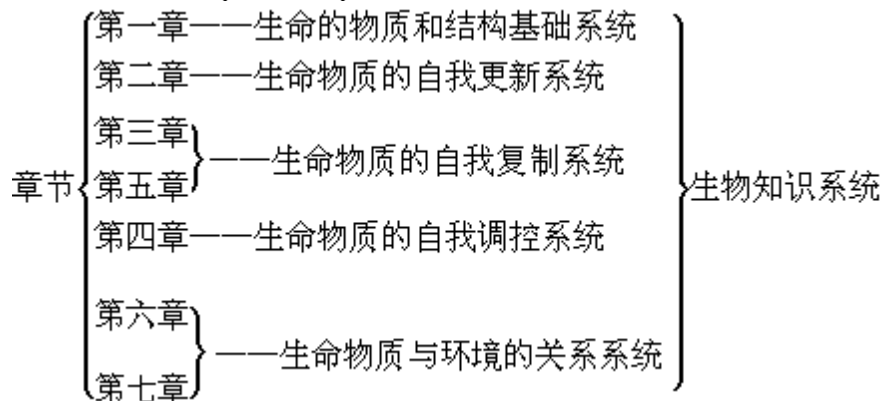 第一章——生命的物质和结构基础系统
第二章——生命物质的自我更新系统
第三章
——生命物质的自我复制系统
章节 第五章 生物知识系统
第四章——生命物质的自我调控系统
第六章
——生命物质与环境的关系系统
第七章